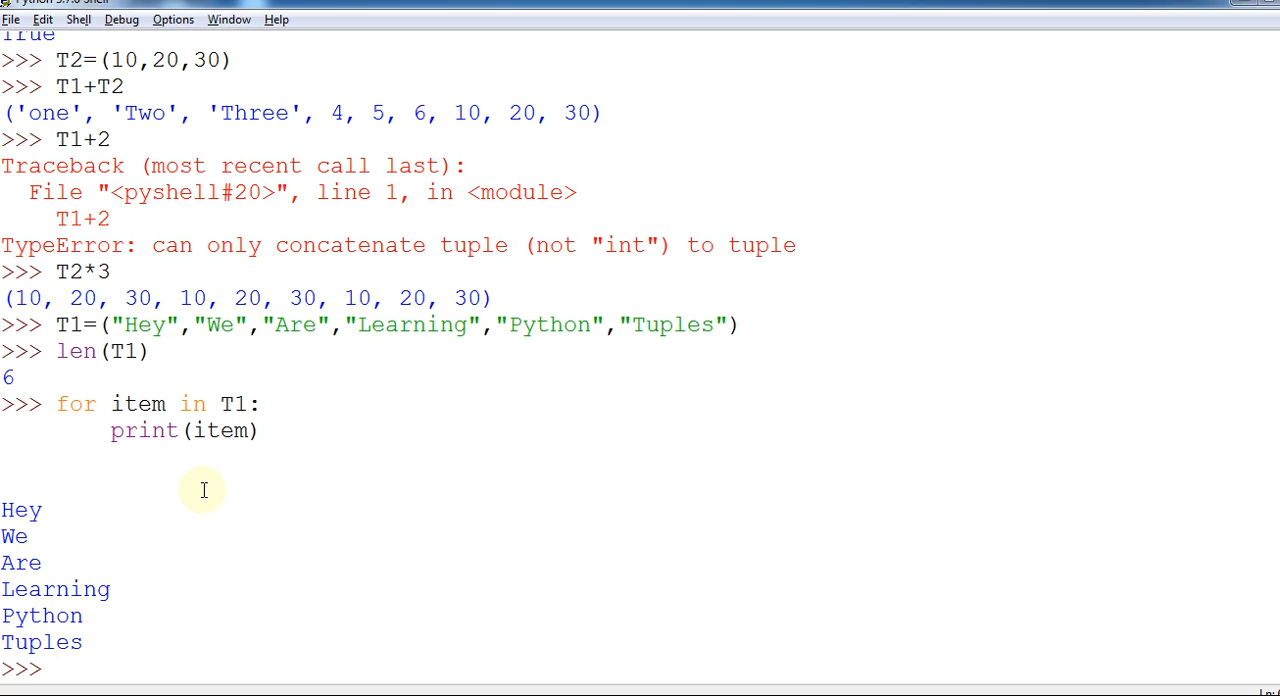 File Edit Shell Debug Options Window Help
True
>>> T2=(10,20,30)
>>> T1+T2
('one', 'Two', 'Three', 4, 5, 6, 10, 20, 30)
>>> T1+2
Traceback (most recent call last):
  File "<pyshell#20>", line 1, in <module>
    T1+2
TypeError: can only concatenate tuple (not "int") to tuple
>>> T2*3
(10, 20, 30, 10, 20, 30, 10, 20, 30)
>>> T1=("Hey","We","Are","Learning","Python","Tuples")
>>> len(T1)
6
>>> for item in T1:
        print(item)
Hey
We
Are
Learning
Python
Tuples
>>>